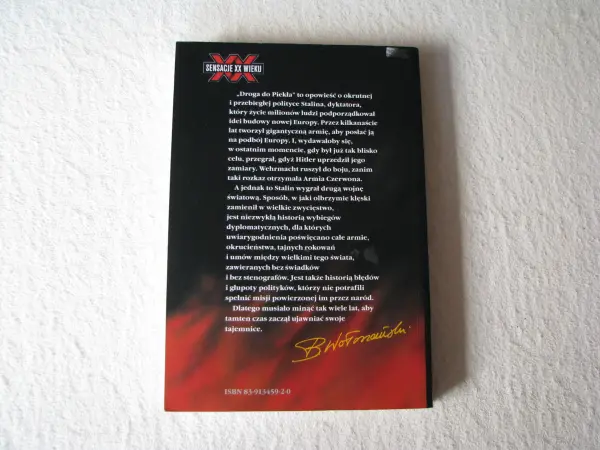 XX
SENSACJE XX WIEKU
„Droga do Piekła" to opowieść o okrutnej
i przebiegłej polityce Stalina, dyktatora,
który życie milionów ludzi podporządkował
idei budowy nowej Europy. Przez kilkanaście
lat tworzył gigantyczną armię, aby posłać ją
na podbój Europy. I, wydawałoby się,
w ostatnim momencie, gdy był już tak blisko
celu, przegrał, gdyż Hitler uprzedził jego
zamiary. Wehrmacht ruszył do boju, zanim
taki rozkaz otrzymała Armia Czerwona.
A jednak to Stalin wygrał drugą wojnę
światową. Sposób, w jaki olbrzymie klęski
zamienił w wielkie zwycięstwo,
jest niezwykłą historią wybiegów
dyplomatycznych, dla których
uwiarygodnienia poświęcano całe armie,
okrucieństwa, tajnych rokowań
i umów między wielkimi tego świata,
zawieranych bez świadków
i bez stenografów. Jest także historią błędów
i głupoty polityków, którzy nie potrafili
spełnić misji powierzonej im przez naród.
Dlatego musiało minąć tak wiele lat, aby
tamten czas zaczął ujawniać swoje
tajemnice.
B Wołoszański.
ISBN 83-913459-2-0